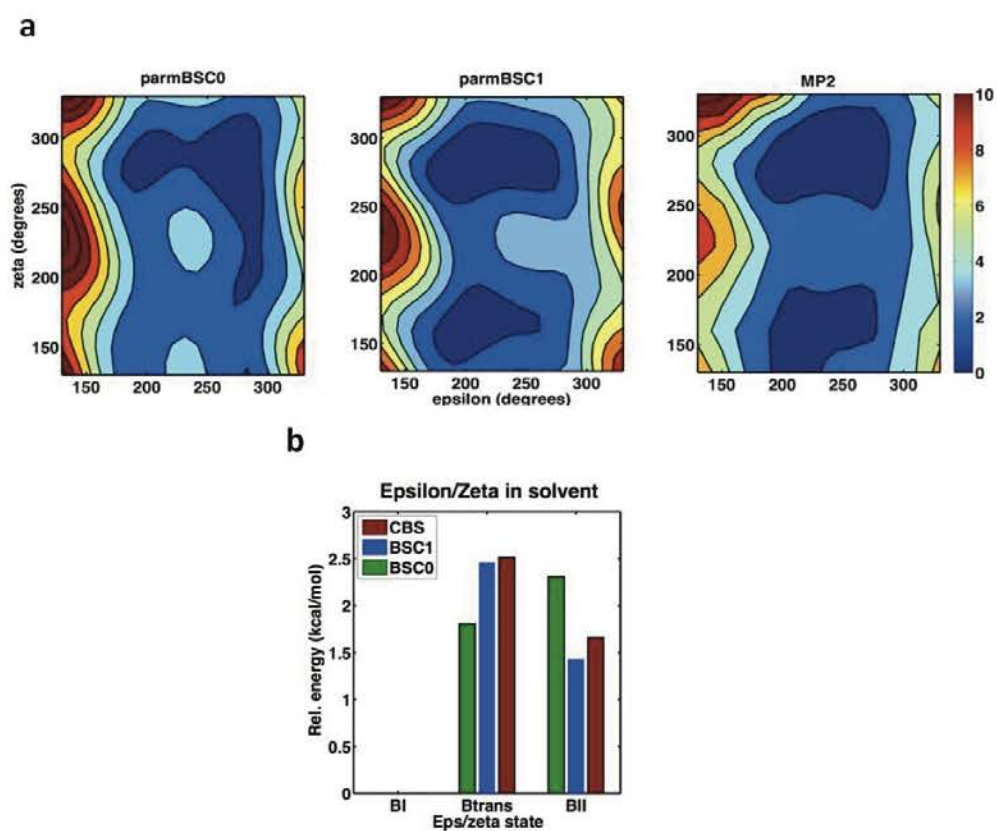 a
parmBSC0
parmBSC1
MP2
zeta (degrees)
300
250
200
150
150
200
250
300
300
250
200
150
150
200
250
300
epsilon (degrees)
300
250
200
150
150
200
250
300
10
8
6
4
2
0
b
Epsilon/Zeta in solvent
Rel. energy (kcal/mol)
3
2.5
2
1.5
1
0.5
0
CBS
BSC1
BSC0
BI
Btrans
BII
Eps/zeta state